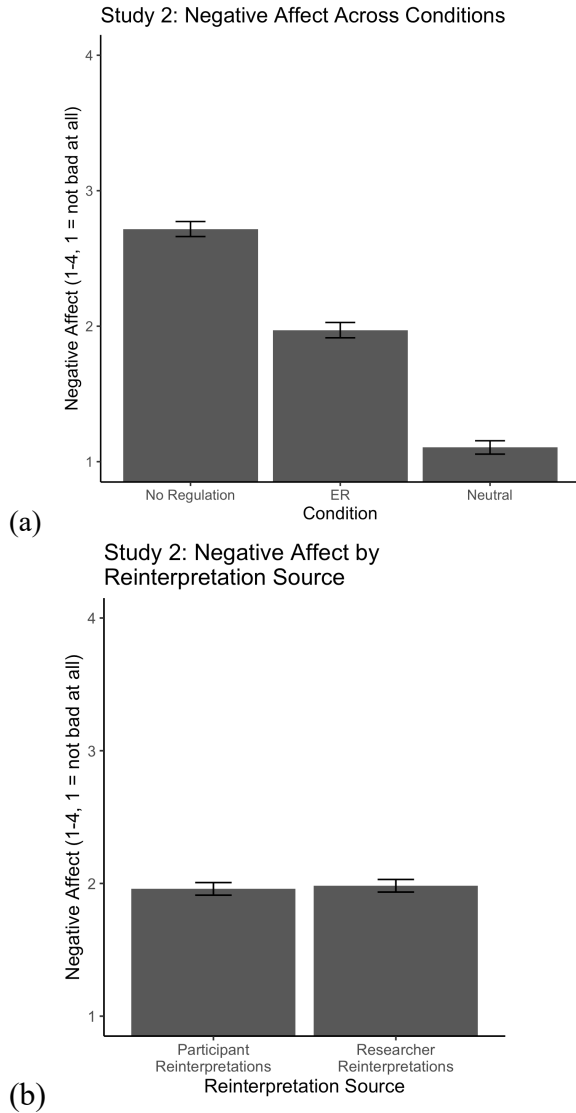 Study 2: Negative Affect Across Conditions
Negative Affect (1-4, 1 = not bad at all)
4
3
2
1
No Regulation
ER
Neutral
Condition
(a)
Study 2: Negative Affect by
Reinterpretation Source
Negative Affect (1-4, 1 = not bad at all)
4
3
2
1
Participant
Reinterpretations
Researcher
Reinterpretations
Reinterpretation Source
(b)